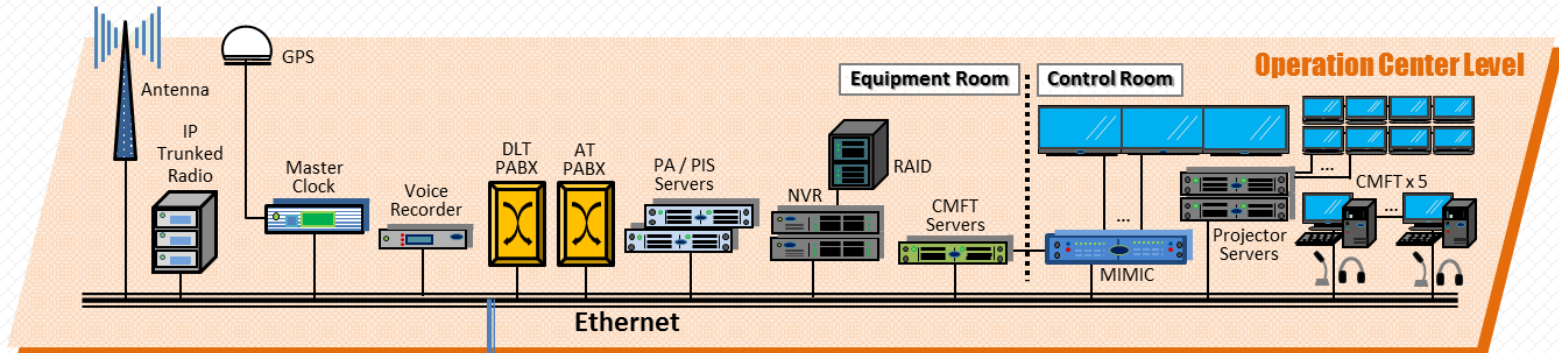 Operation Center Level
Equipment Room
Control Room
Antenna
GPS
IP
Trunked
Radio
Master
Clock
Voice
Recorder
DLT
PABX
AT
PABX
PA / PIS
Servers
NVR
RAID
CMFT
Servers
...
MIMIC
...
Projector
Servers
CMFT x 5
...
Ethernet